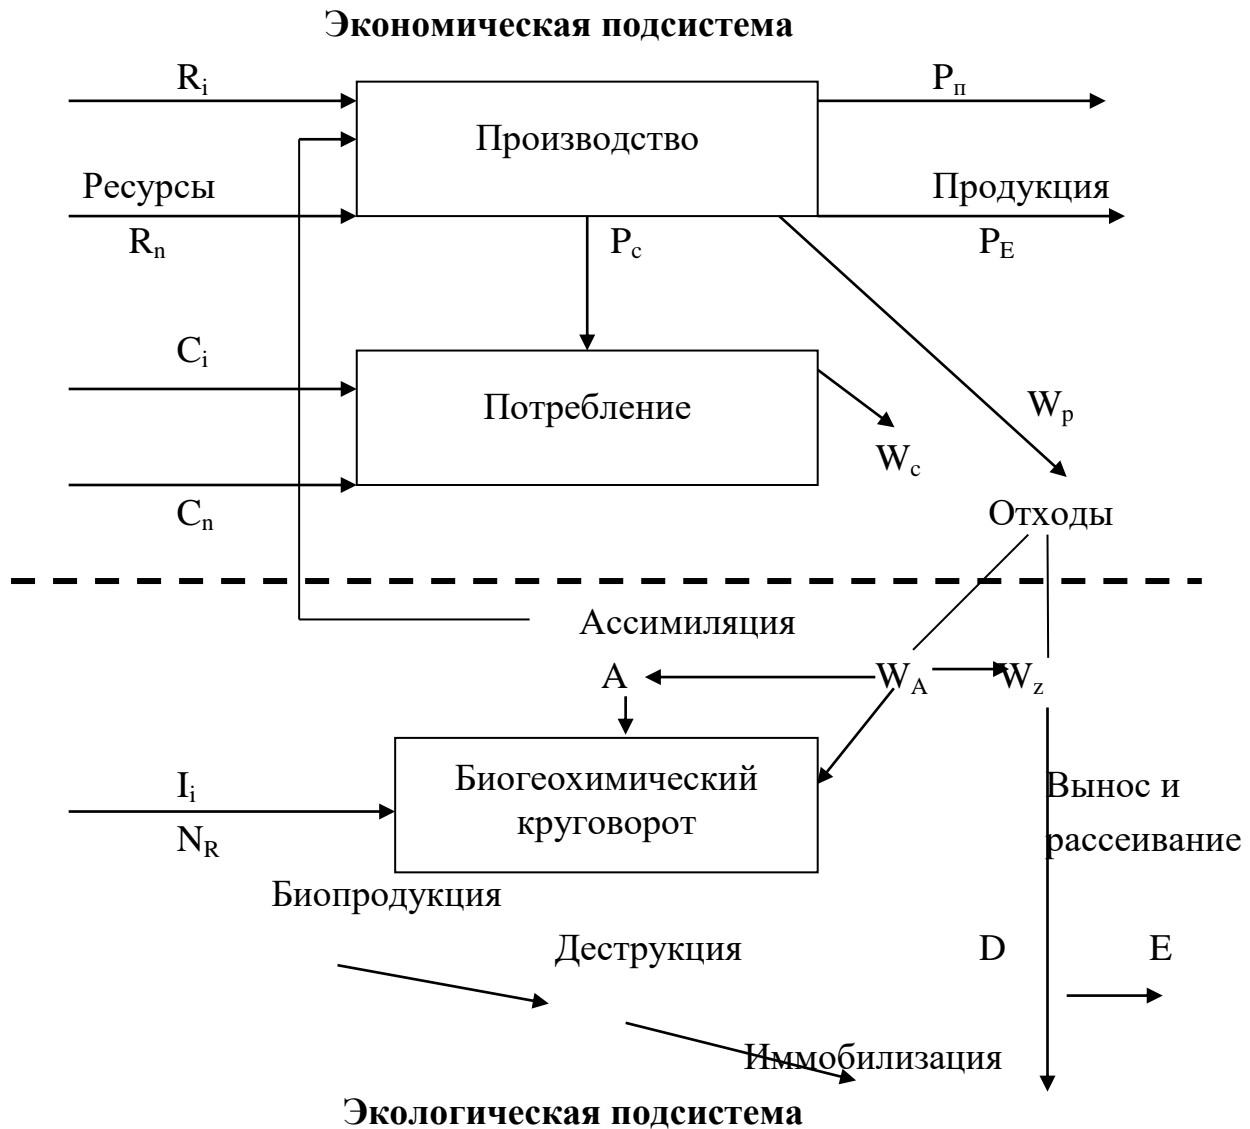 Экономическая подсистема
Ri
Pп
Производство
Ресурсы
Продукция
Rn
Pc
PE
Ci
Потребление
Wp
Wc
Cn
Отходы
Ассимиляция
A
WA
Wz
Ii
Биогеохимический
круговорот
Вынос и
NR
рассеивание
Биопродукция
Деструкция
D
E
Иммобилизация
Экологическая подсистема